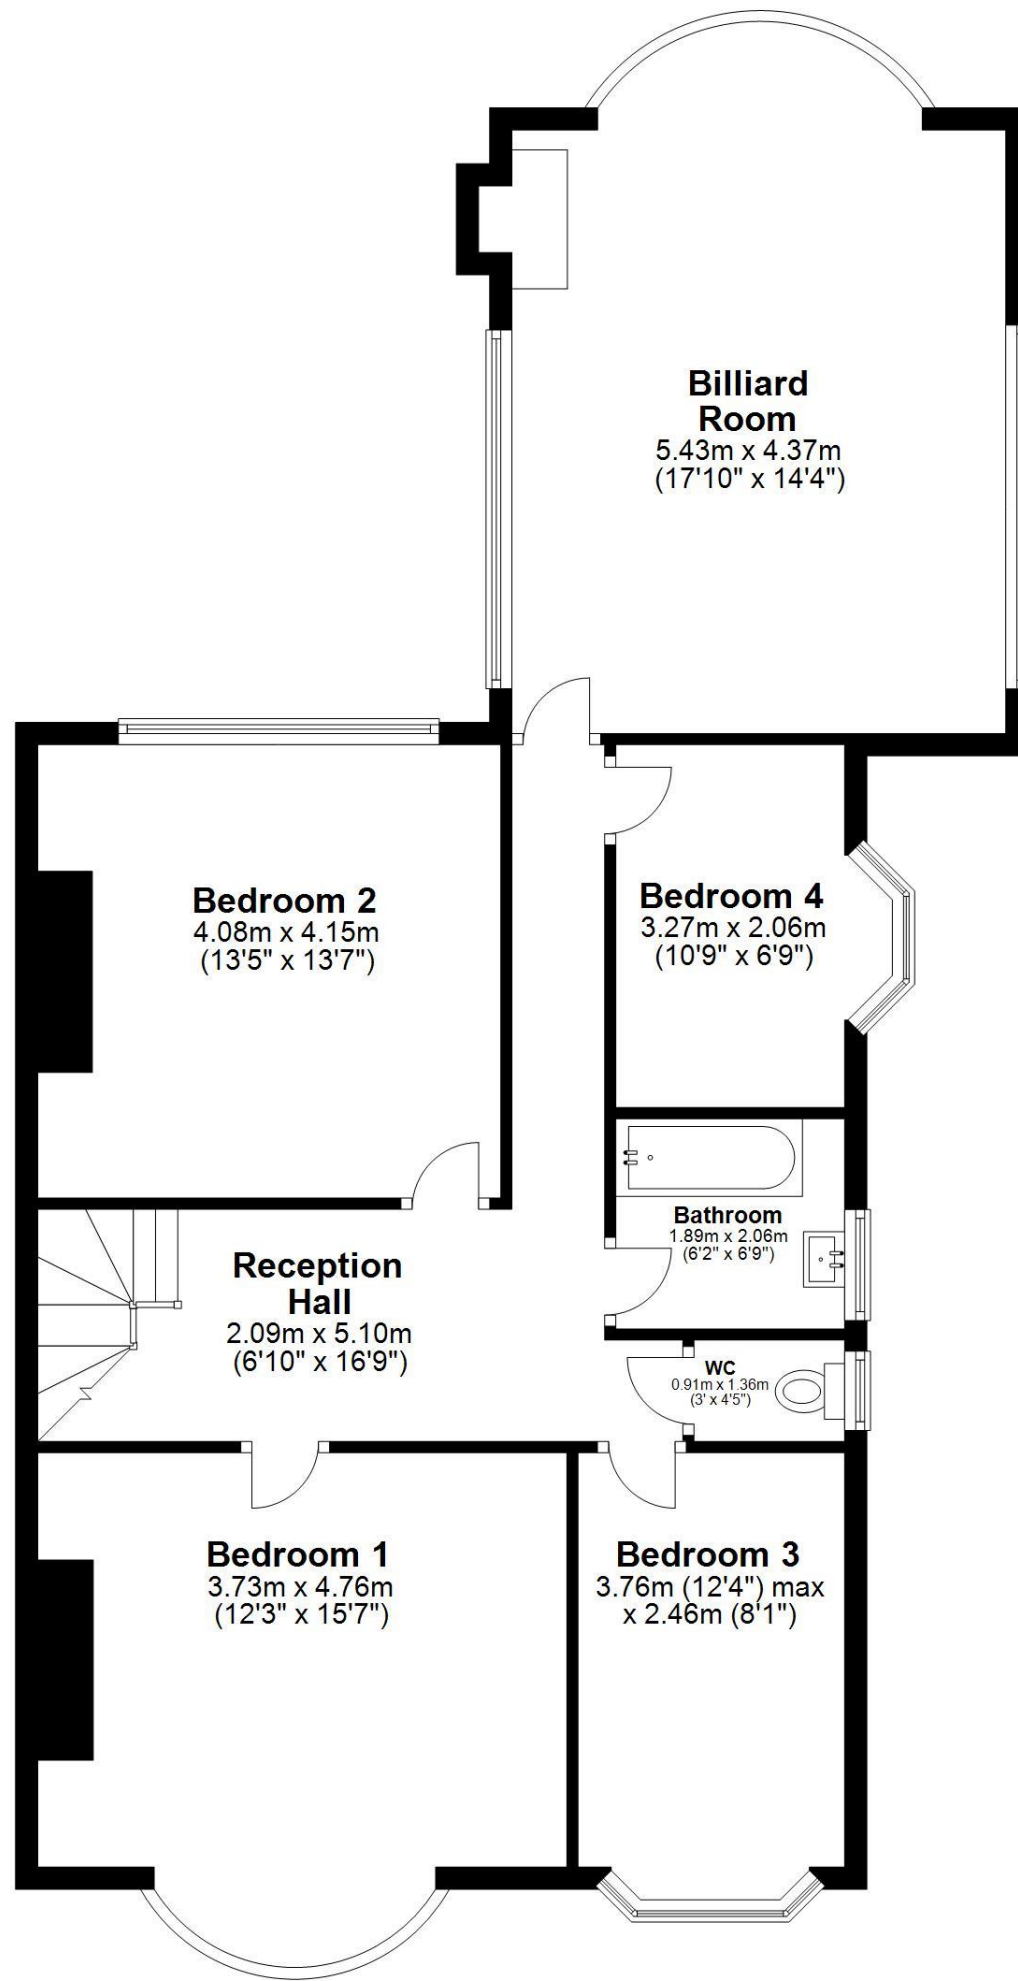 Billiard
Room
5.43m x 4.37m
(17'10" x 14'4")
Bedroom 2
4.08m x 4.15m
(13'5" x 13'7")
Bedroom 4
3.27m x 2.06m
(10'9" x 6'9")
Bathroom
1.89m x 2.06m
(6'2" x 6'9")
Reception
Hall
2.09m x 5.10m
(6'10" x 16'9")
WC
0.91m x 1.36m
(3' x 4'5")
Bedroom 1
3.73m x 4.76m
(12'3" x 15'7")
Bedroom 3
3.76m (12'4") max
x 2.46m (8'1")